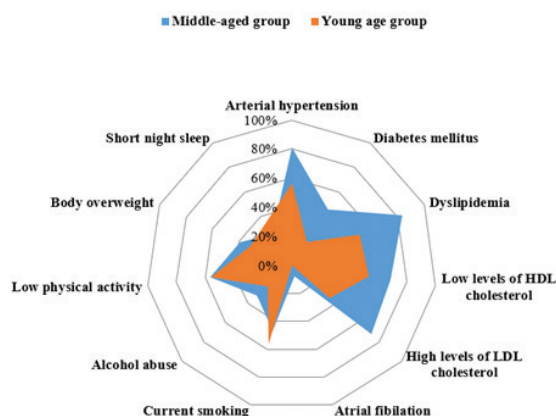 Middle-aged group
Young age group
Arterial hypertension
100%
80%
60%
40%
20%
0%
Diabetes mellitus
Dyslipidemia
Low levels of HDL
cholesterol
High levels of LDL
cholesterol
Atrial fibilation
Current smoking
Alcohol abuse
Low physical activity
Body overweight
Short night sleep